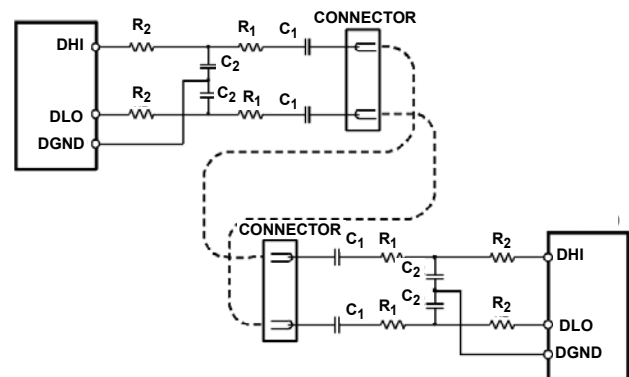 CONNECTOR
DHI R2 R1 C1
C2
DLO R2 C2 R1 C1
DGND
CONNECTOR
C1 R1 R2
C2 DHI
C1 R1 C2 R2
DLO
DGND